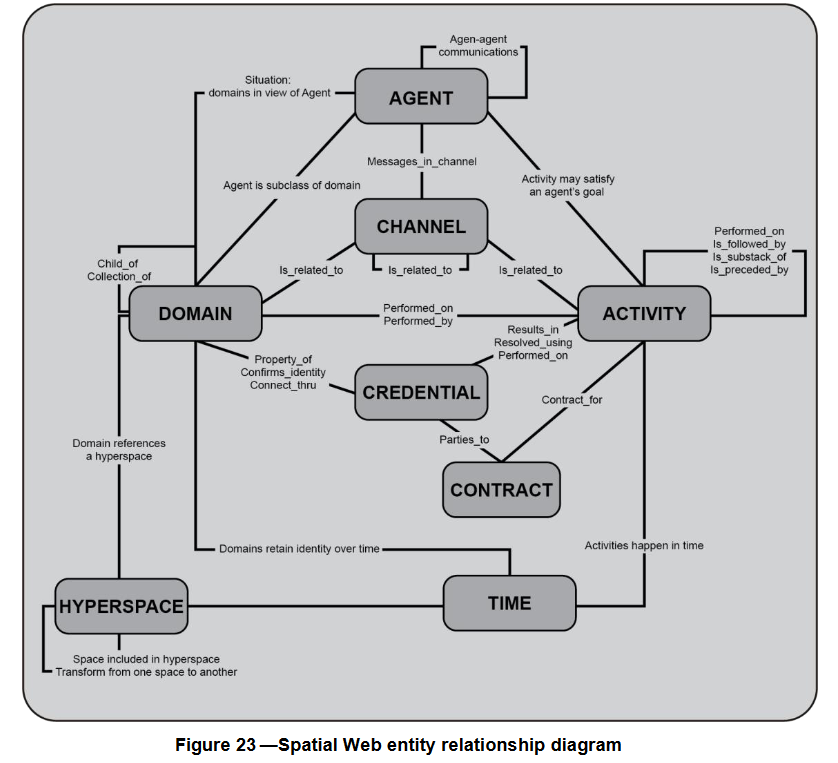 Agen-agent
communications
Situation:
domains in view of Agent
AGENT
Messages_in_channel
Agent is subclass of domain
Activity may satisfy
an agent's goal
CHANNEL
Performed_on
Is_followed_by
Is_substack_of
Is_preceded_by
Child_of
Collection_of
Is_related_to
Is_related_to
Is_related_to
DOMAIN
Performed_on
Performed_by
ACTIVITY
Results_in
Resolved_using
Performed_on
Property_of
Confirms_identity
Connect_thru
CREDENTIAL
Contract_for
Parties_to
Domain references
a hyperspace
CONTRACT
Domains retain identity over time
Activities happen in time
HYPERSPACE
TIME
Space included in hyperspace
Transform from one space to another
Figure 23 —Spatial Web entity relationship diagram